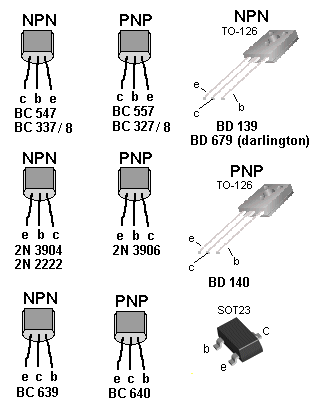 NPN
c b e
BC 547
BC 337/8
PNP
c b e
BC 557
BC 327/8
NPN
TO-126
e
c
b
BD 139
BD 679 (darlington)
NPN
e b c
2N 3904
2N 2222
PNP
e b c
2N 3906
PNP
TO-126
e
c
b
BD 140
NPN
e c b
BC 639
PNP
e c b
BC 640
SOT23
b
c
e